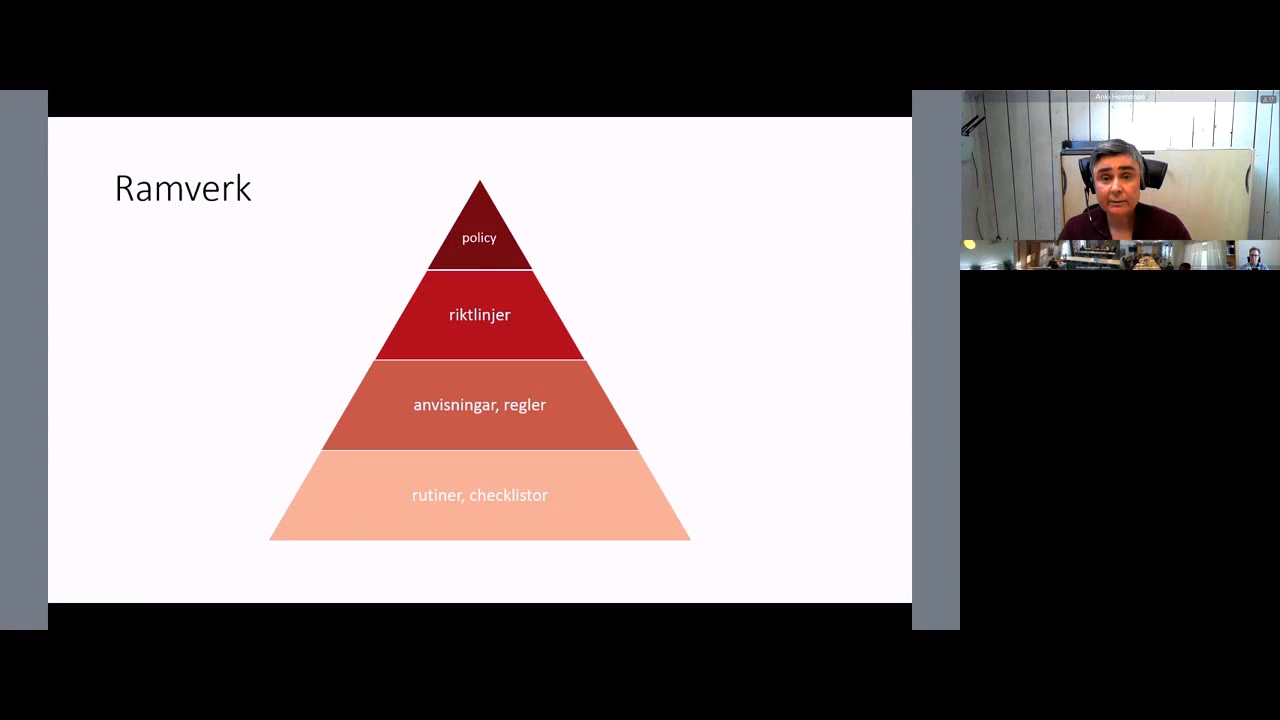 Ramverk
policy
riktlinjer
anvisningar, regler
rutiner, checklistor